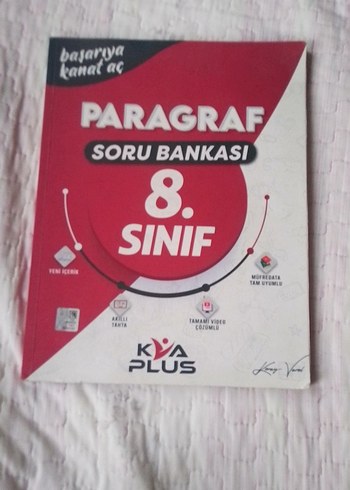 başarıya
kanat aç
PARAGRAF
SORU BANKASI
8.
SINIF
YENİ İÇERİK
AKILLI
TAHTA
TAMAMI VIDEO
ÇÖZÜMLÜ
MÜFREDATA
TAM UYUMLU
KVA
PLUS